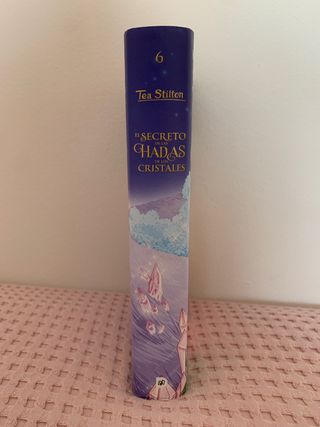 6
Tea Stilton
EL SECRETO
DE LAS
HADAS
DE LOS
CRISTALES